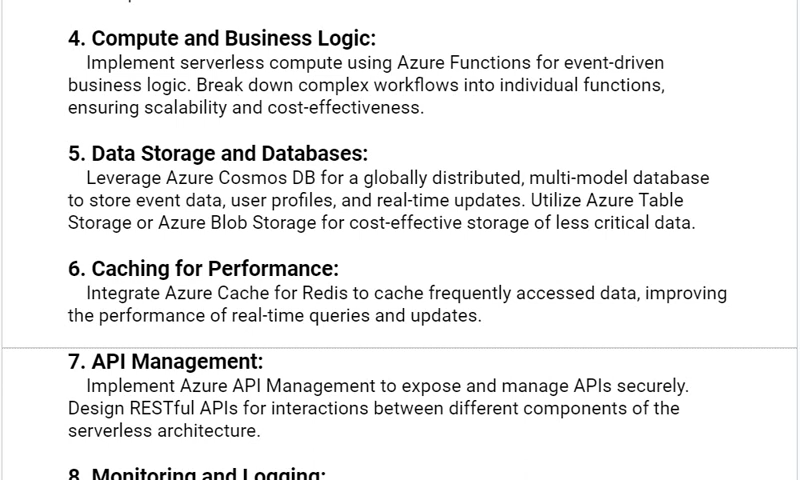 4. Compute and Business Logic:
Implement serverless compute using Azure Functions for event-driven
business logic. Break down complex workflows into individual functions,
ensuring scalability and cost-effectiveness.
5. Data Storage and Databases:
Leverage Azure Cosmos DB for a globally distributed, multi-model database
to store event data, user profiles, and real-time updates. Utilize Azure Table
Storage or Azure Blob Storage for cost-effective storage of less critical data.
6. Caching for Performance:
Integrate Azure Cache for Redis to cache frequently accessed data, improving
the performance of real-time queries and updates.
7. API Management:
Implement Azure API Management to expose and manage APIs securely.
Design RESTful APIs for interactions between different components of the
serverless architecture.
8. Monitoring and Logging: